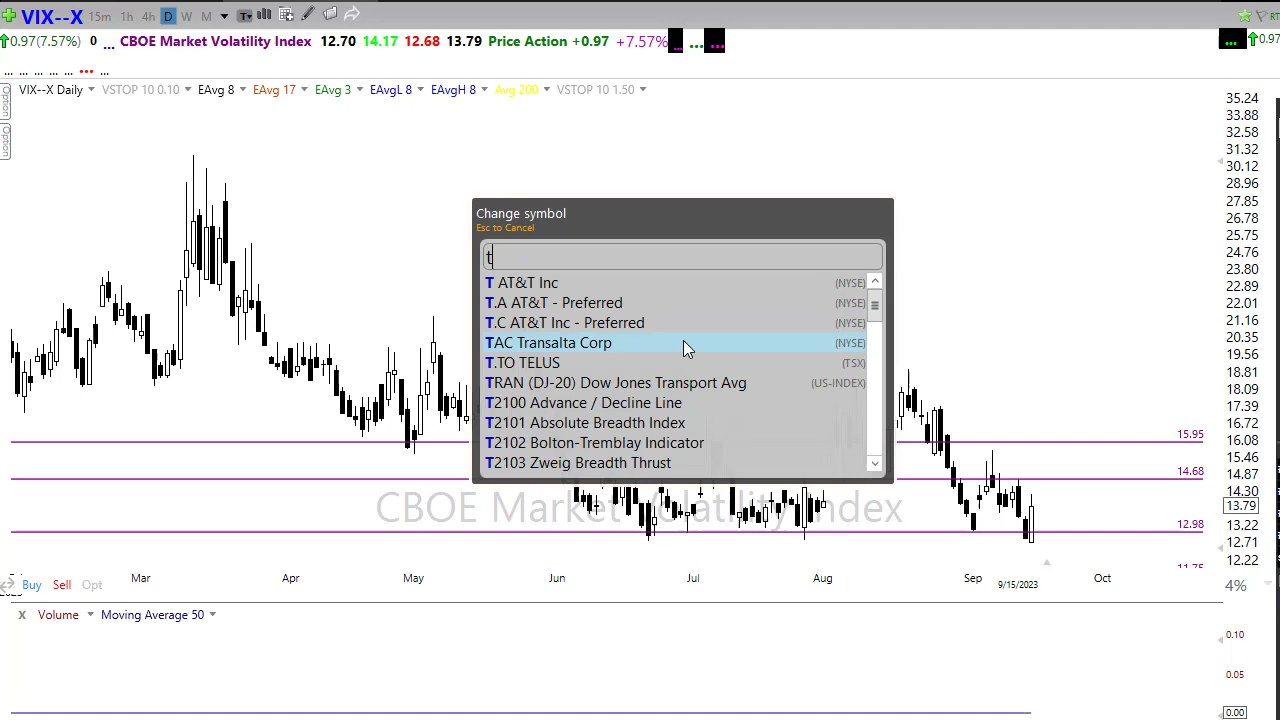 VIX--X 15m 1h 4h D W M T RT
0.97(7.57%) 0 ... CBOE Market Volatility Index 12.70 14.17 12.68 13.79 Price Action +0.97 +7.57% ... ... ... ... 0.97
... ... ... ... ... ... ...
VIX--X Daily VSTOP 10 0.10 EAvg 8 EAvg 17 EAvg 3 EAvgL 8 EAvgH 8 Avg 200 VSTOP 10 1.50
Option
Option
Change symbol
Esc to Cancel
t
T AT&T Inc (NYSE)
T.A AT&T - Preferred (NYSE)
T.C AT&T Inc - Preferred (NYSE)
TAC Transalta Corp (NYSE)
T.TO TELUS (TSX)
TRAN (DJ-20) Dow Jones Transport Avg (US-INDEX)
T2100 Advance / Decline Line
T2101 Absolute Breadth Index
T2102 Bolton-Tremblay Indicator
T2103 Zweig Breadth Thrust
CBOE Market Volatility Index
15.95
14.68
12.98
35.24
33.88
32.58
31.32
30.12
28.96
27.85
26.78
25.75
24.76
23.80
22.89
22.01
21.16
20.35
19.56
18.81
18.09
17.39
16.72
16.08
15.46
14.87
14.30
13.79
13.22
12.71
12.22
Mar Apr May Jun Jul Aug Sep 9/15/2023 Oct
Buy Sell Opt 4%
X Volume Moving Average 50
0.10
0.05
0.00